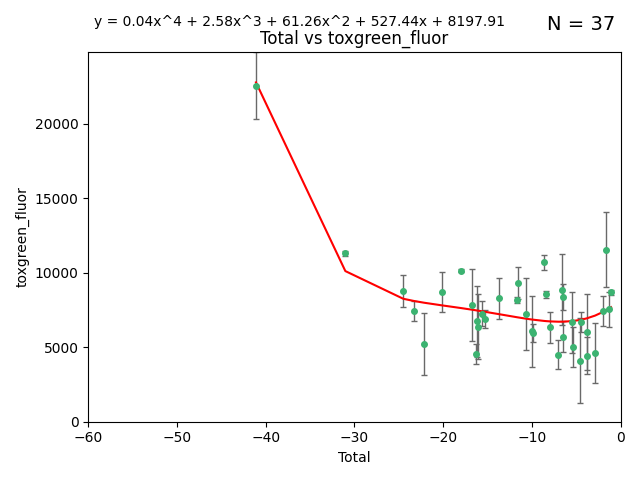 y = 0.04x^4 + 2.58x^3 + 61.26x^2 + 527.44x + 8197.91
N = 37
Total vs toxgreen_fluor
toxgreen_fluor
20000
15000
10000
5000
0
−60
−50
−40
−30
−20
−10
0
Total